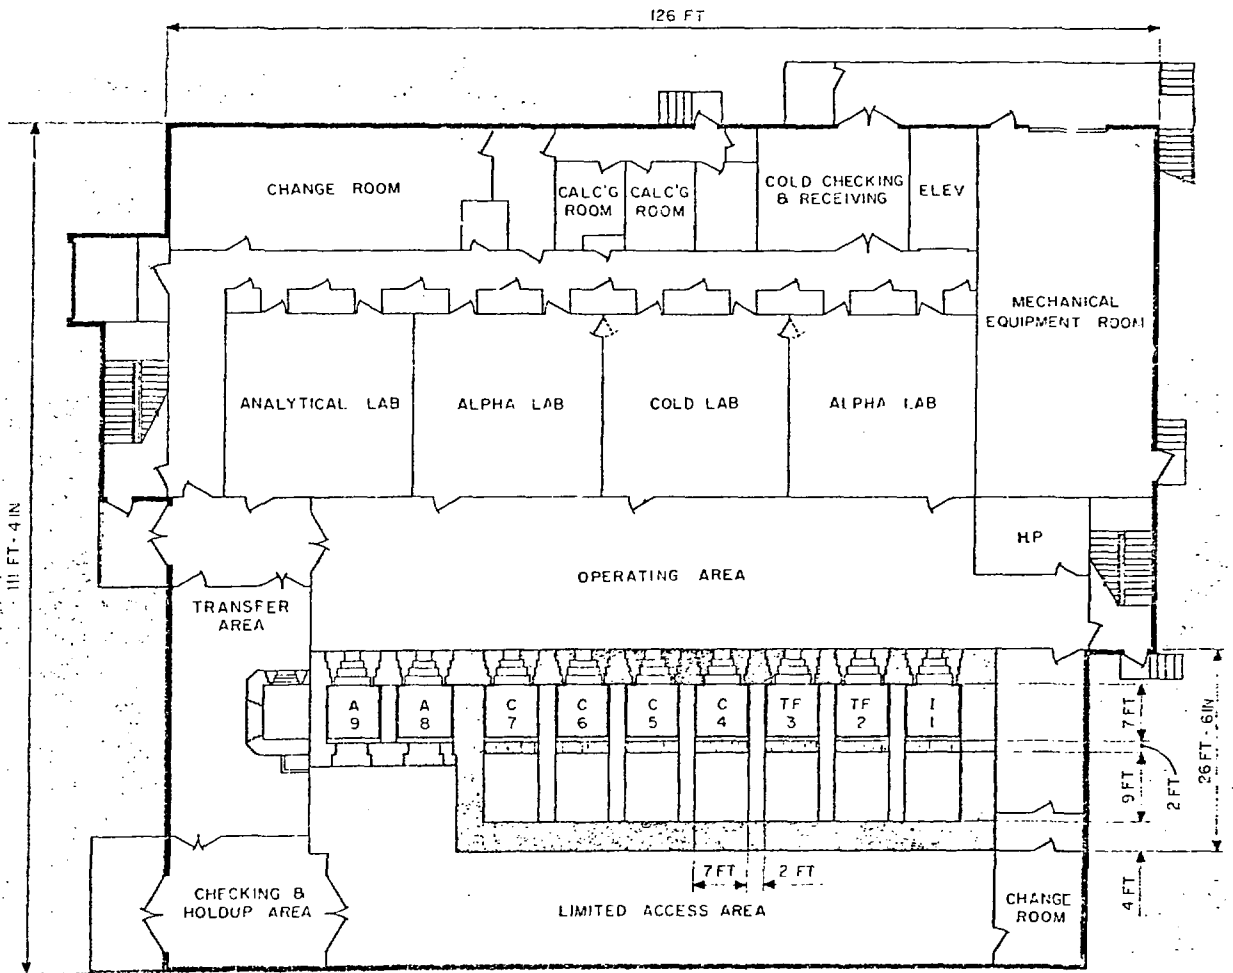 126 FT
CHANGE ROOM
CALC'G
ROOM
CALC'G
ROOM
COLD CHECKING
& RECEIVING
ELEV
MECHANICAL
EQUIPMENT ROOM
ANALYTICAL LAB
ALPHA LAB
COLD LAB
ALPHA LAB
111 FT - 4 IN
HP
OPERATING AREA
TRANSFER
AREA
A
9
A
8
C
7
C
6
C
5
C
4
TF
3
TF
2
I
1
7 FT
2 FT
9 FT
26 FT - 6 IN
4 FT
7 FT
2 FT
CHECKING &
HOLDUP AREA
LIMITED ACCESS AREA
CHANGE
ROOM